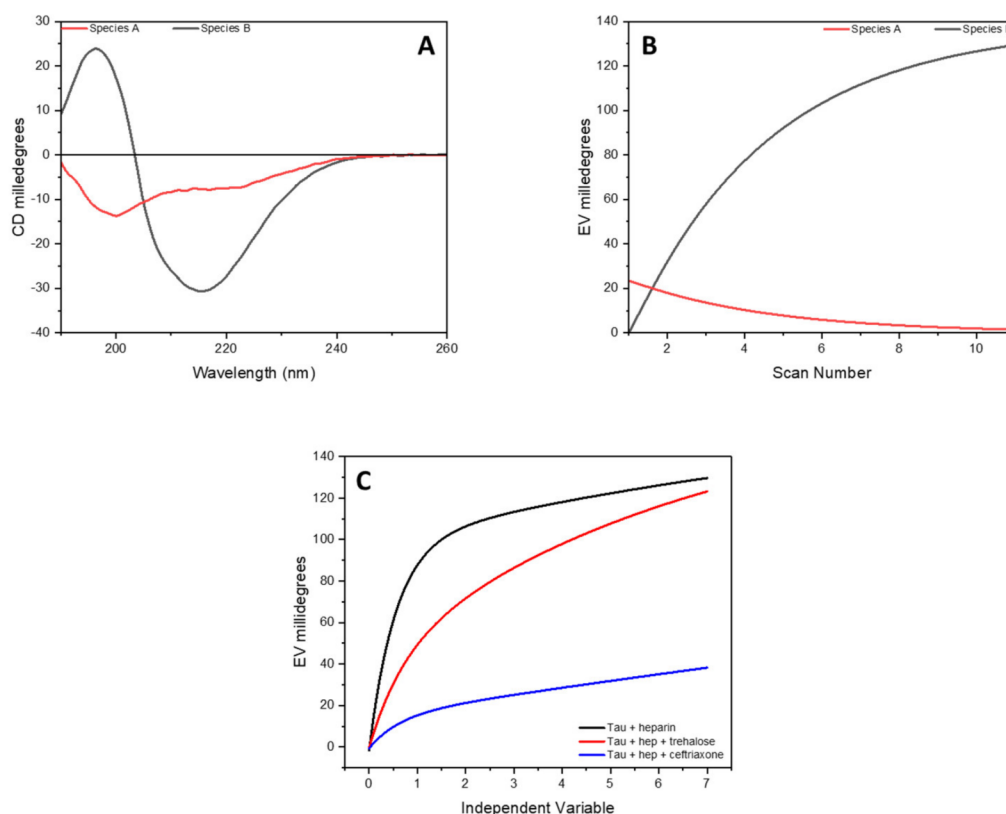 Species A Species B A
30
20
10
0
-10
-20
-30
-40
200 220 240 260
CD milledegrees
Wavelength (nm)
Species A Species
B
140
120
100
80
60
40
20
0
2 4 6 8 10
EV milledegrees
Scan Number
C
140
120
100
80
60
40
20
0
0 1 2 3 4 5 6 7
EV millidegrees
Tau + heparin
Tau + hep + trehalose
Tau + hep + ceftriaxone
Independent Variable